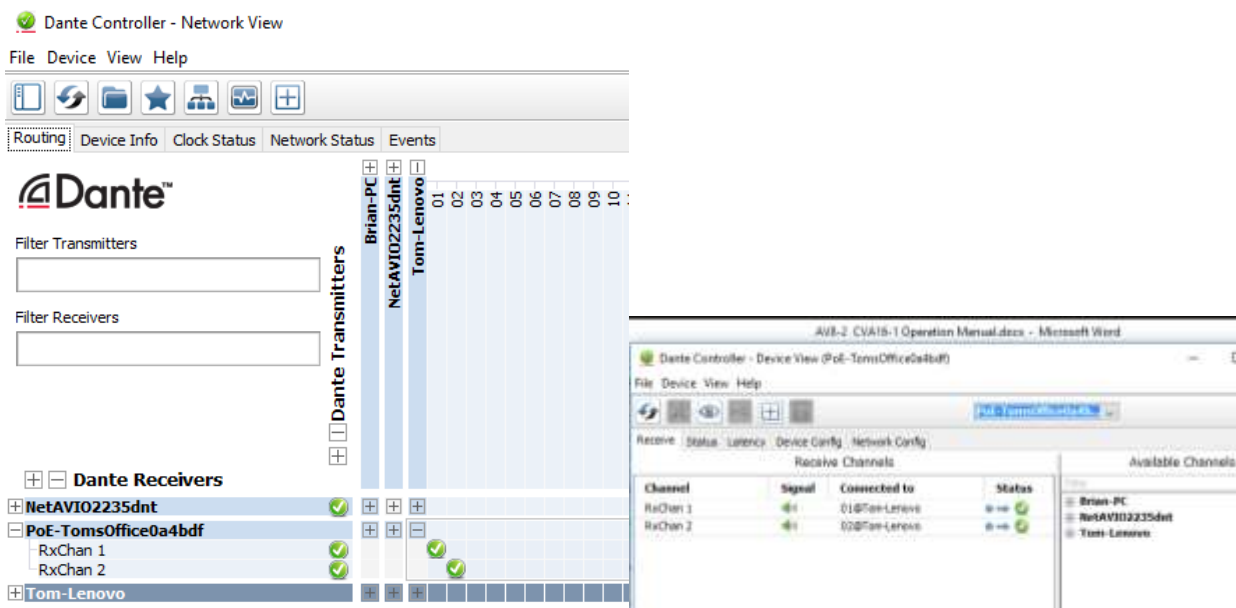 Dante Controller - Network View
File Device View Help
Routing Device Info Clock Status Network Status Events
Dante™
Filter Transmitters
Filter Receivers
Dante Transmitters
Brian-PC
NetAVIO2235dnt
Tom-Lenovo
01 02 03 04 05 06 07 08 09 10
Dante Receivers
NetAVIO2235dnt
PoE-TomsOffice0a4bdf
RxChan 1
RxChan 2
Tom-Lenovo
AV8-2 CVA16-1 Operation Manual.docx - Microsoft Word
Dante Controller - Device View (PoE-TomsOffice0a4bdf)
File Device View Help
Receive Status Latency Device Config Network Config
Receive Channels
Available Channels
Channel Signal Connected to Status
RxChan 1 01@Tom-Lenovo
RxChan 2 02@Tom-Lenovo
Brian-PC
NetAVIO2235dnt
Tom-Lenovo